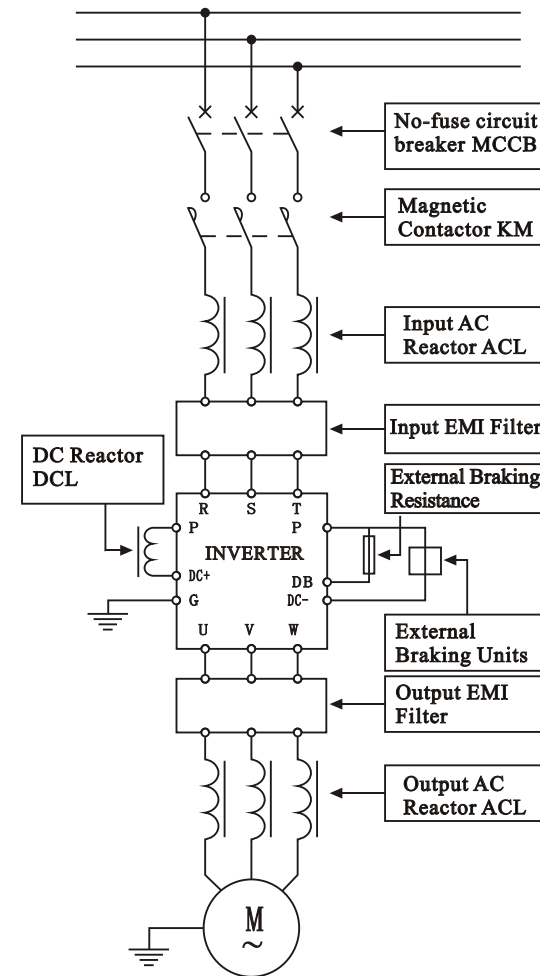 No-fuse circuit
breaker MCCB
Magnetic
Contactor KM
Input AC
Reactor ACL
Input EMI Filter
DC Reactor
DCL
External Braking
Resistance
R S T
P P
INVERTER
DC+ DB
G DC-
U V W
External
Braking Units
Output EMI
Filter
Output AC
Reactor ACL
M
~